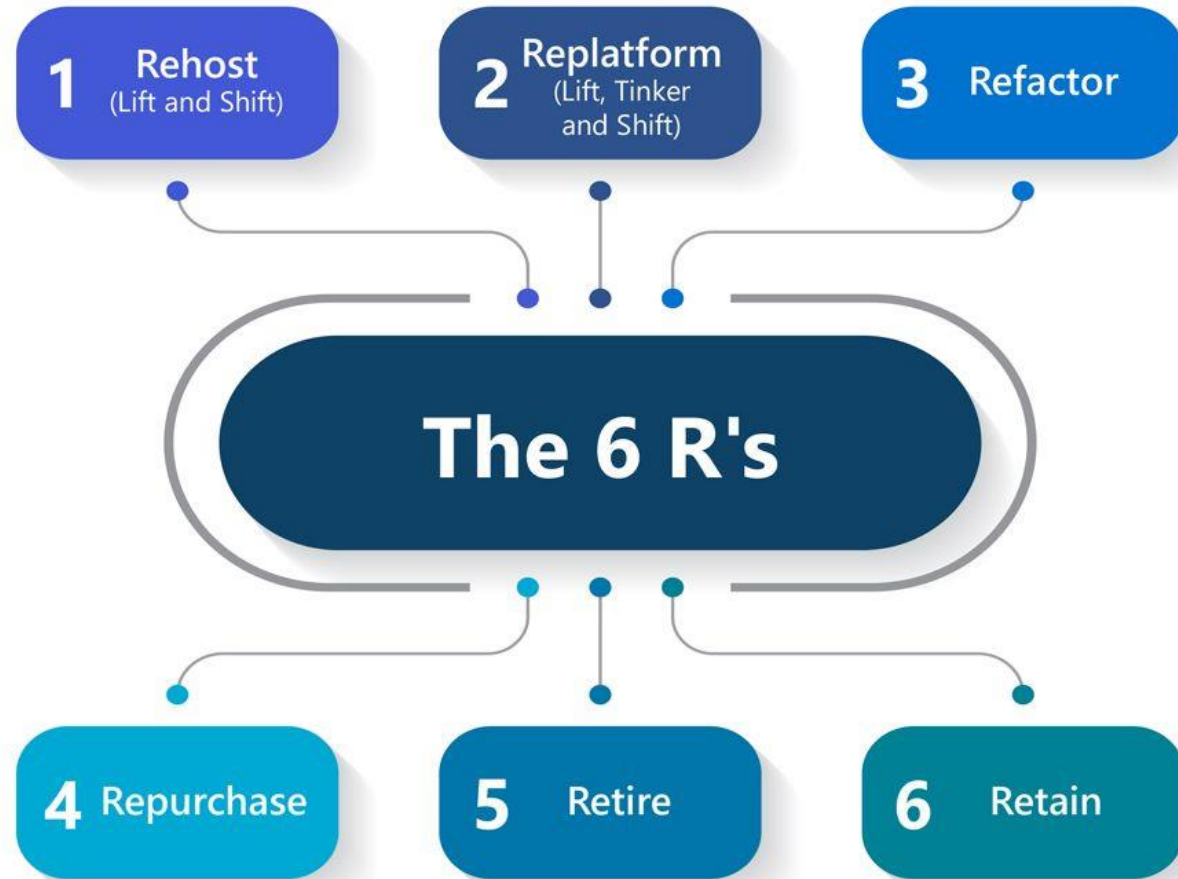 1 Rehost
(Lift and Shift)
2 Replatform
(Lift, Tinker
and Shift)
3 Refactor
The 6 R's
4 Repurchase
5 Retire
6 Retain